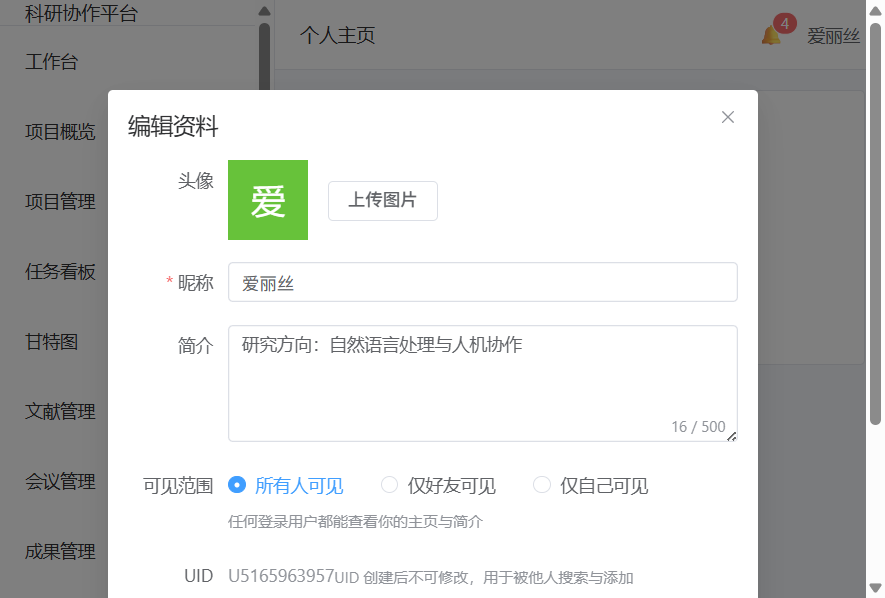 科研协作平台
个人主页
4
爱丽丝
工作台
项目概览
项目管理
任务看板
甘特图
文献管理
会议管理
成果管理
编辑资料
头像
爱
上传图片
* 昵称
爱丽丝
简介
研究方向：自然语言处理与人机协作
16 / 500
可见范围
所有人可见
仅好友可见
仅自己可见
任何登录用户都能查看你的主页与简介
UID
U5165963957UID 创建后不可修改，用于被他人搜索与添加